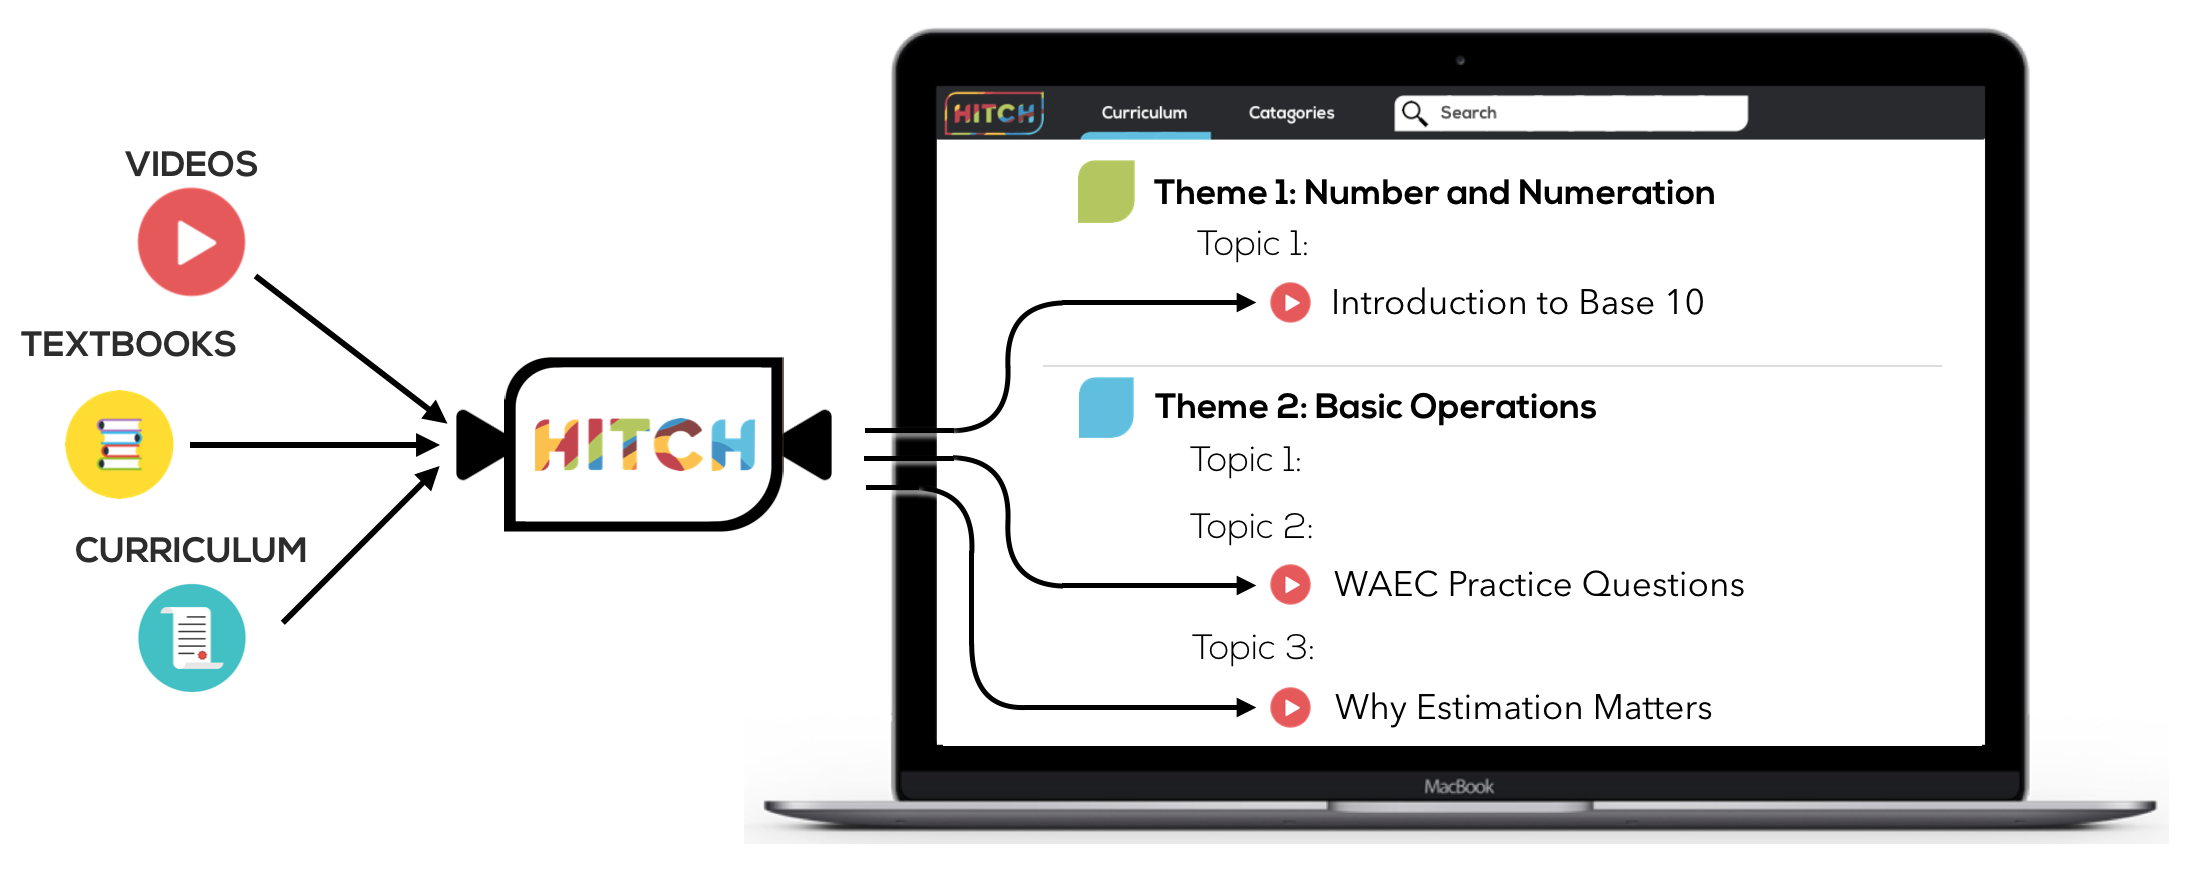 VIDEOS
TEXTBOOKS
CURRICULUM
HITCH
HITCH
Curriculum
Catagories
Search
Theme 1: Number and Numeration
Topic 1:
Introduction to Base 10
Theme 2: Basic Operations
Topic 1:
Topic 2:
WAEC Practice Questions
Topic 3:
Why Estimation Matters
MacBook